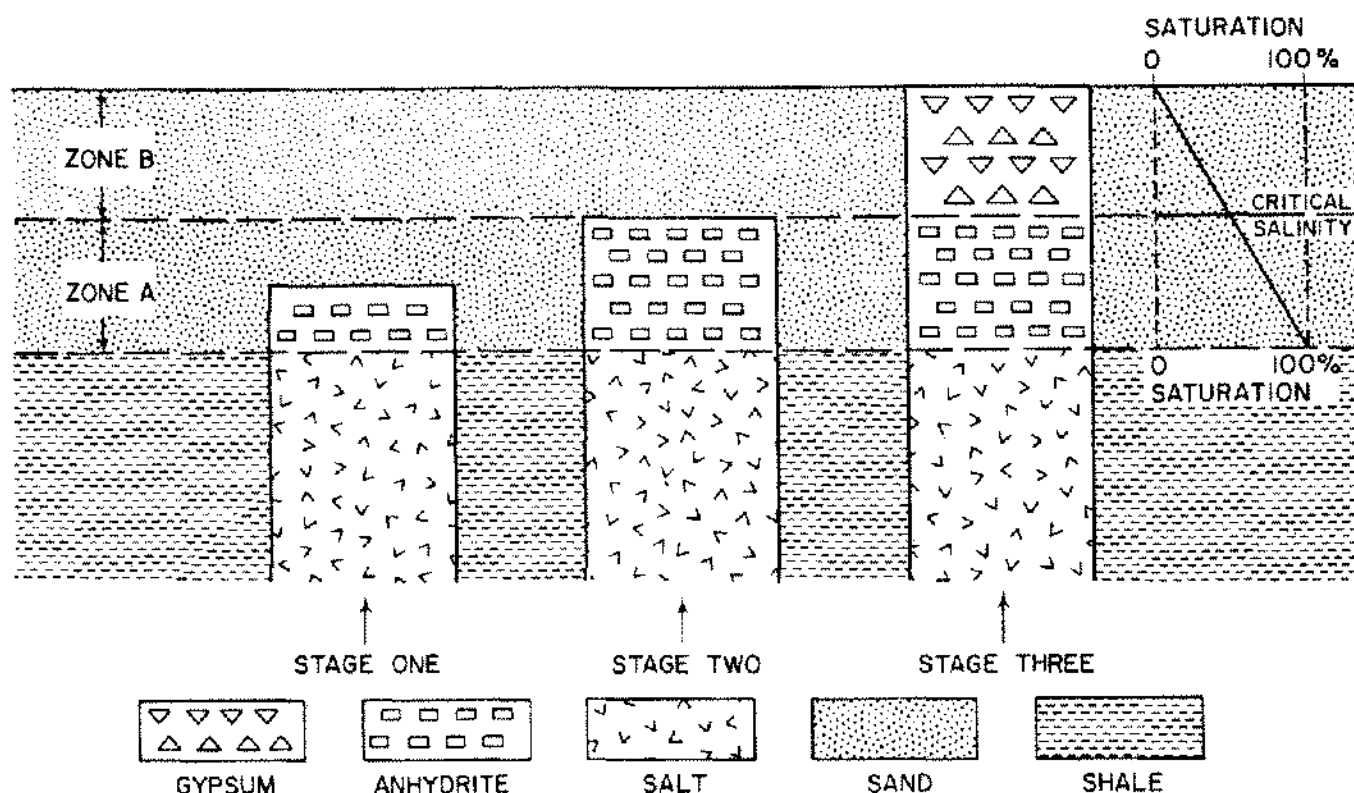 SATURATION
0 100%
ZONE B
CRITICAL
SALINITY
ZONE A
0 100%
SATURATION
STAGE ONE STAGE TWO STAGE THREE
GYPSUM ANHYDRITE SALT SAND SHALE